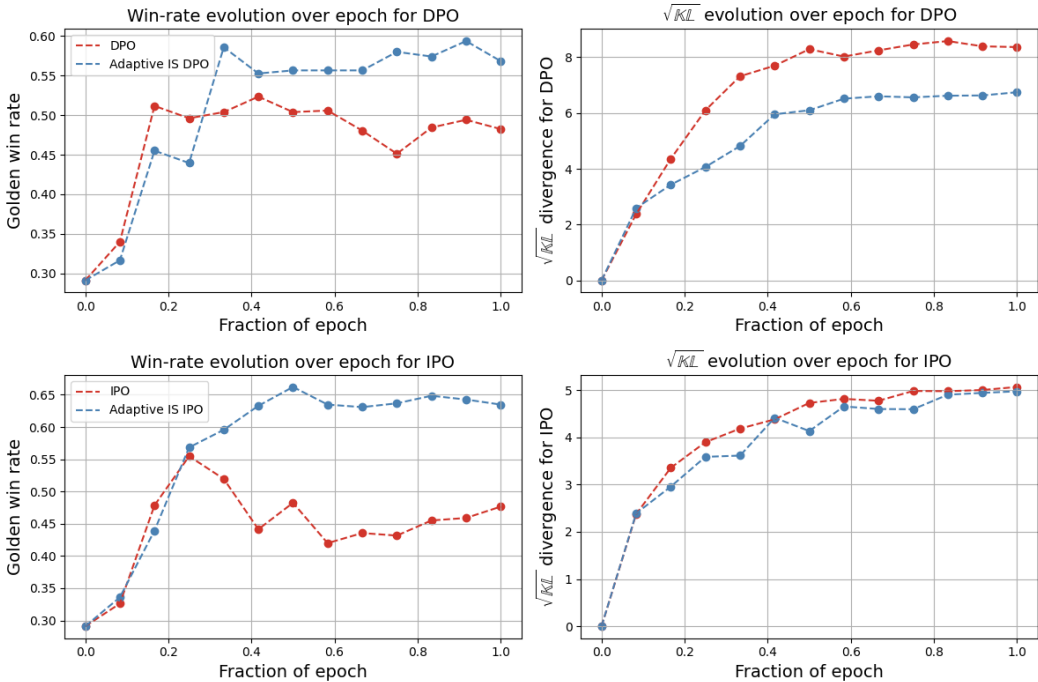 Win-rate evolution over epoch for DPO
Golden win rate
0.60
0.55
0.50
0.45
0.40
0.35
0.30
DPO
Adaptive IS DPO
0.0 0.2 0.4 0.6 0.8 1.0
Fraction of epoch
√𝕂𝕃 evolution over epoch for DPO
√𝕂𝕃 divergence for DPO
8
6
4
2
0
0.0 0.2 0.4 0.6 0.8 1.0
Fraction of epoch
Win-rate evolution over epoch for IPO
Golden win rate
0.65
0.60
0.55
0.50
0.45
0.40
0.35
0.30
IPO
Adaptive IS IPO
0.0 0.2 0.4 0.6 0.8 1.0
Fraction of epoch
√𝕂𝕃 evolution over epoch for IPO
√𝕂𝕃 divergence for IPO
5
4
3
2
1
0
0.0 0.2 0.4 0.6 0.8 1.0
Fraction of epoch